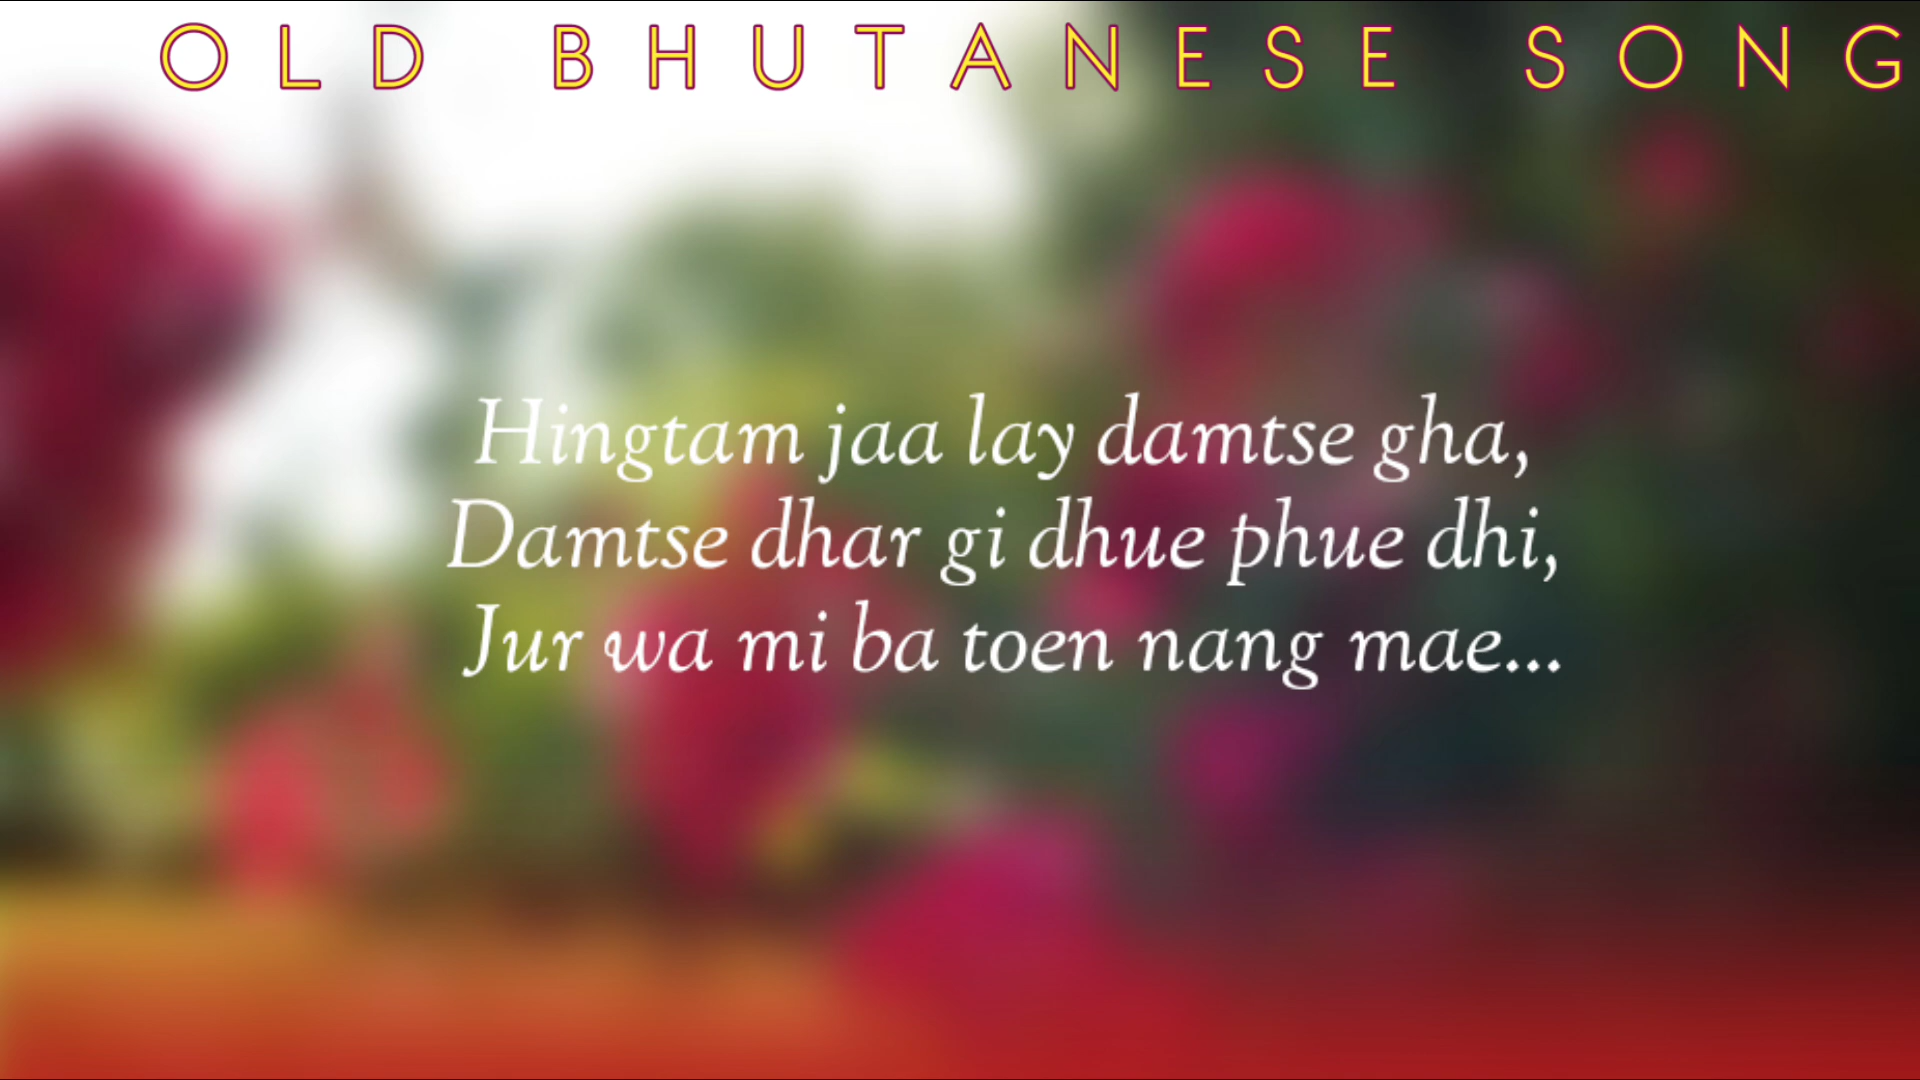 OLD BHUTANESE SONG
Hingtam jaa lay damtse gha,
Damtse dhar gi dhue phue dhi,
Jur wa mi ba toen nang mae...